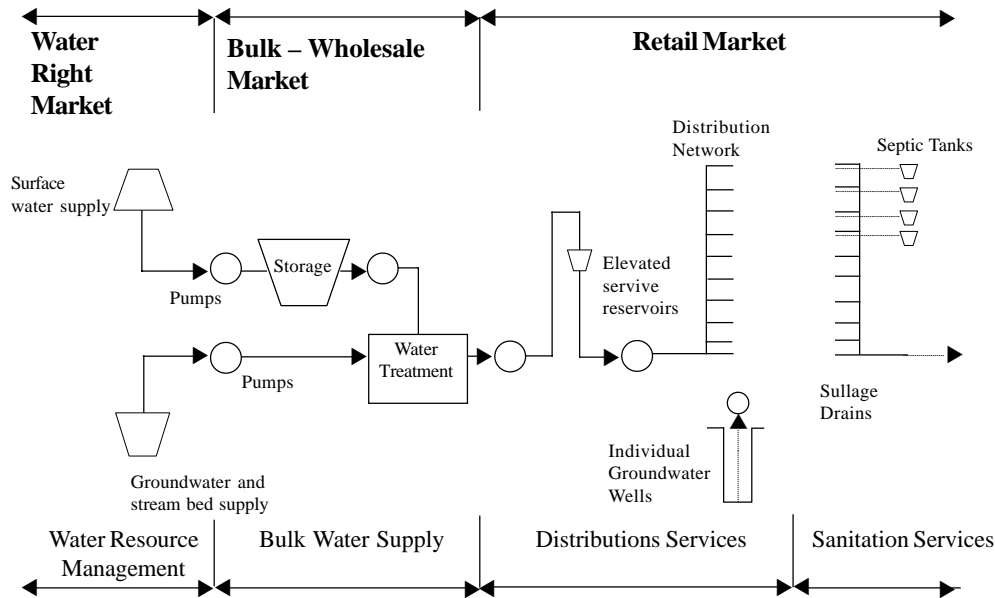 Water
Right
Market
Bulk – Wholesale
Market
Retail Market
Distribution
Network
Septic Tanks
Surface
water supply
Storage
Pumps
Elevated
servive
reservoirs
Water
Treatment
Pumps
Sullage
Drains
Individual
Groundwater
Wells
Groundwater and
stream bed supply
Water Resource
Management
Bulk Water Supply
Distributions Services
Sanitation Services